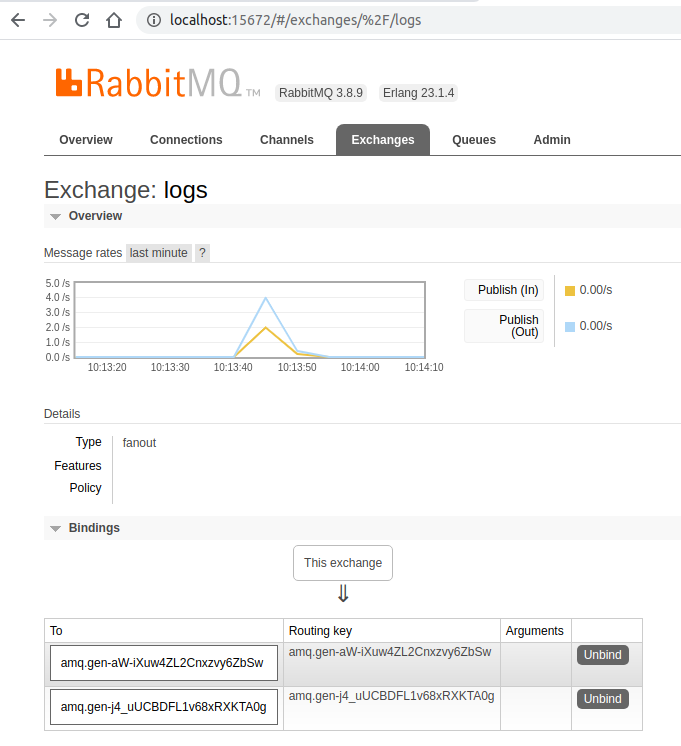 localhost:15672/#/exchanges/%2F/logs
RabbitMQ TM RabbitMQ 3.8.9 Erlang 23.1.4
Overview Connections Channels Exchanges Queues Admin
Exchange: logs
Overview
Message rates last minute ?
5.0 /s
4.0 /s
3.0 /s
2.0 /s
1.0 /s
0.0 /s
10:13:20 10:13:30 10:13:40 10:13:50 10:14:00 10:14:10
Publish (In) 0.00/s
Publish
(Out) 0.00/s
Details
Type fanout
Features
Policy
Bindings
This exchange
⇓
To Routing key Arguments
amq.gen-aW-iXuw4ZL2Cnxzvy6ZbSw amq.gen-aW-iXuw4ZL2Cnxzvy6ZbSw Unbind
amq.gen-j4_uUCBDFL1v68xRXKTA0g amq.gen-j4_uUCBDFL1v68xRXKTA0g Unbind